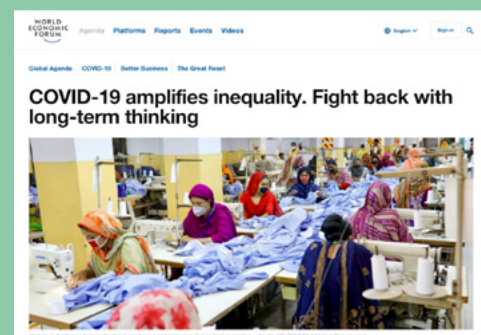 WORLD
ECONOMIC
FORUM
Agenda Platforms Reports Events Videos
English
Sign in
Global Agenda COVID-19 Better Business The Great Reset
COVID-19 amplifies inequality. Fight back with
long-term thinking